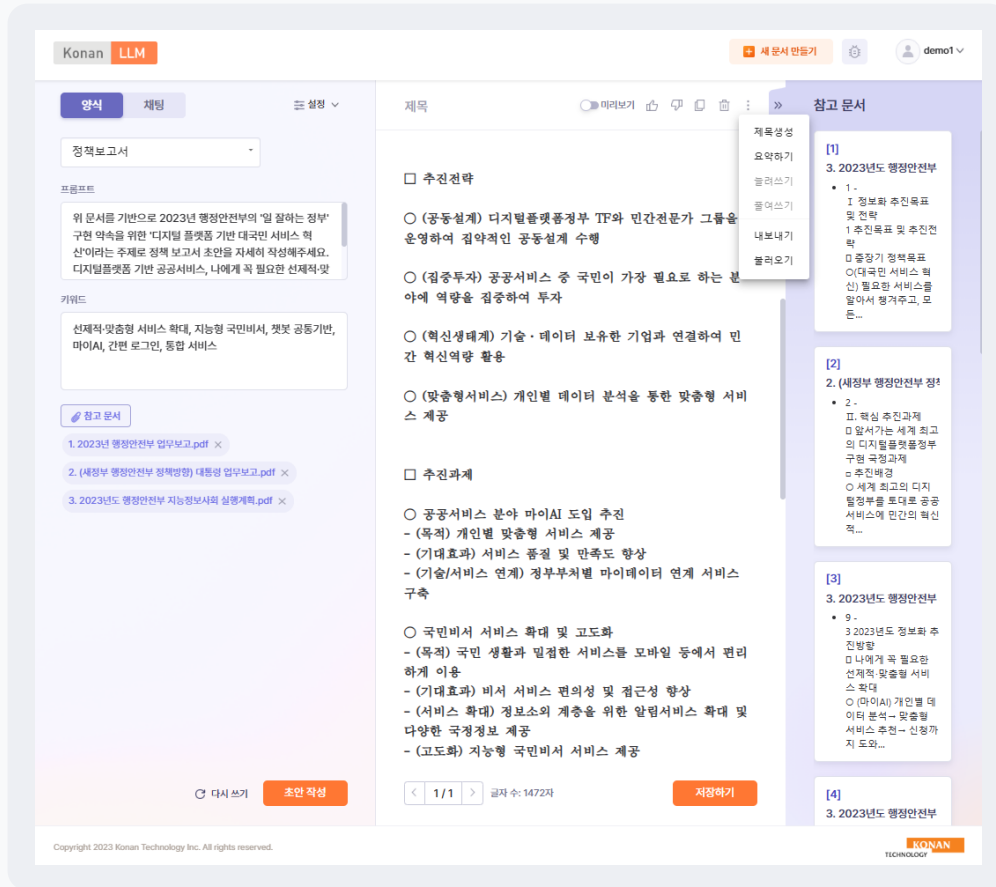 Konan LLM
새 문서 만들기
demo1
양식 채팅 설정
정책보고서
프롬프트
위 문서를 기반으로 2023년 행정안전부의 '일 잘하는 정부'
구현 약속을 위한 '디지털 플랫폼 기반 대국민 서비스 혁
신'이라는 주제로 정책 보고서 초안을 자세히 작성해주세요.
디지털플랫폼 기반 공공서비스, 나에게 꼭 필요한 선제적·맞
키워드
선제적·맞춤형 서비스 확대, 지능형 국민비서, 챗봇 공통기반,
마이AI, 간편 로그인, 통합 서비스
참고 문서
1. 2023년 행정안전부 업무보고.pdf ×
2. (새정부 행정안전부 정책방향) 대통령 업무보고.pdf ×
3. 2023년도 행정안전부 지능정보사회 실행계획.pdf ×
다시 쓰기 초안 작성
제목 미리보기
제목생성
요약하기
늘려쓰기
줄여쓰기
내보내기
불러오기
□ 추진전략
○ (공동설계) 디지털플랫폼정부 TF와 민간전문가 그룹을
운영하여 집약적인 공동설계 수행
○ (집중투자) 공공서비스 중 국민이 가장 필요로 하는 분
야에 역량을 집중하여 투자
○ (혁신생태계) 기술·데이터 보유한 기업과 연결하여 민
간 혁신역량 활용
○ (맞춤형서비스) 개인별 데이터 분석을 통한 맞춤형 서비
스 제공
□ 추진과제
○ 공공서비스 분야 마이AI 도입 추진
- (목적) 개인별 맞춤형 서비스 제공
- (기대효과) 서비스 품질 및 만족도 향상
- (기술/서비스 연계) 정부부처별 마이데이터 연계 서비스
구축
○ 국민비서 서비스 확대 및 고도화
- (목적) 국민 생활과 밀접한 서비스를 모바일 등에서 편리
하게 이용
- (기대효과) 비서 서비스 편의성 및 접근성 향상
- (서비스 확대) 정보소외 계층을 위한 알림서비스 확대 및
다양한 국정정보 제공
- (고도화) 지능형 국민비서 서비스 제공
< 1/1 > 글자 수: 1472자 저장하기
» 참고 문서
[1]
3. 2023년도 행정안전부
• 1 -
Ⅰ 정보화 추진목표
및 전략
1 추진목표 및 추진전
략
□ 중장기 정책목표
○(대국민 서비스 혁
신) 필요한 서비스를
알아서 챙겨주고, 모
든...
[2]
2. (새정부 행정안전부 정책
• 2 -
Ⅱ. 핵심 추진과제
□ 앞서가는 세계 최고
의 디지털플랫폼정부
구현 국정과제
▫ 추진배경
○ 세계 최고의 디지
털정부를 토대로 공공
서비스에 민간의 혁신
적...
[3]
3. 2023년도 행정안전부
• 9 -
3 2023년도 정보화 추
진방향
□ 나에게 꼭 필요한
선제적·맞춤형 서비
스 확대
○ (마이AI) 개인별 데
이터 분석→ 맞춤형
서비스 추천→ 신청까
지 도와...
[4]
3. 2023년도 행정안전부
Copyright 2023 Konan Technology Inc. All rights reserved.
KONAN
TECHNOLOGY